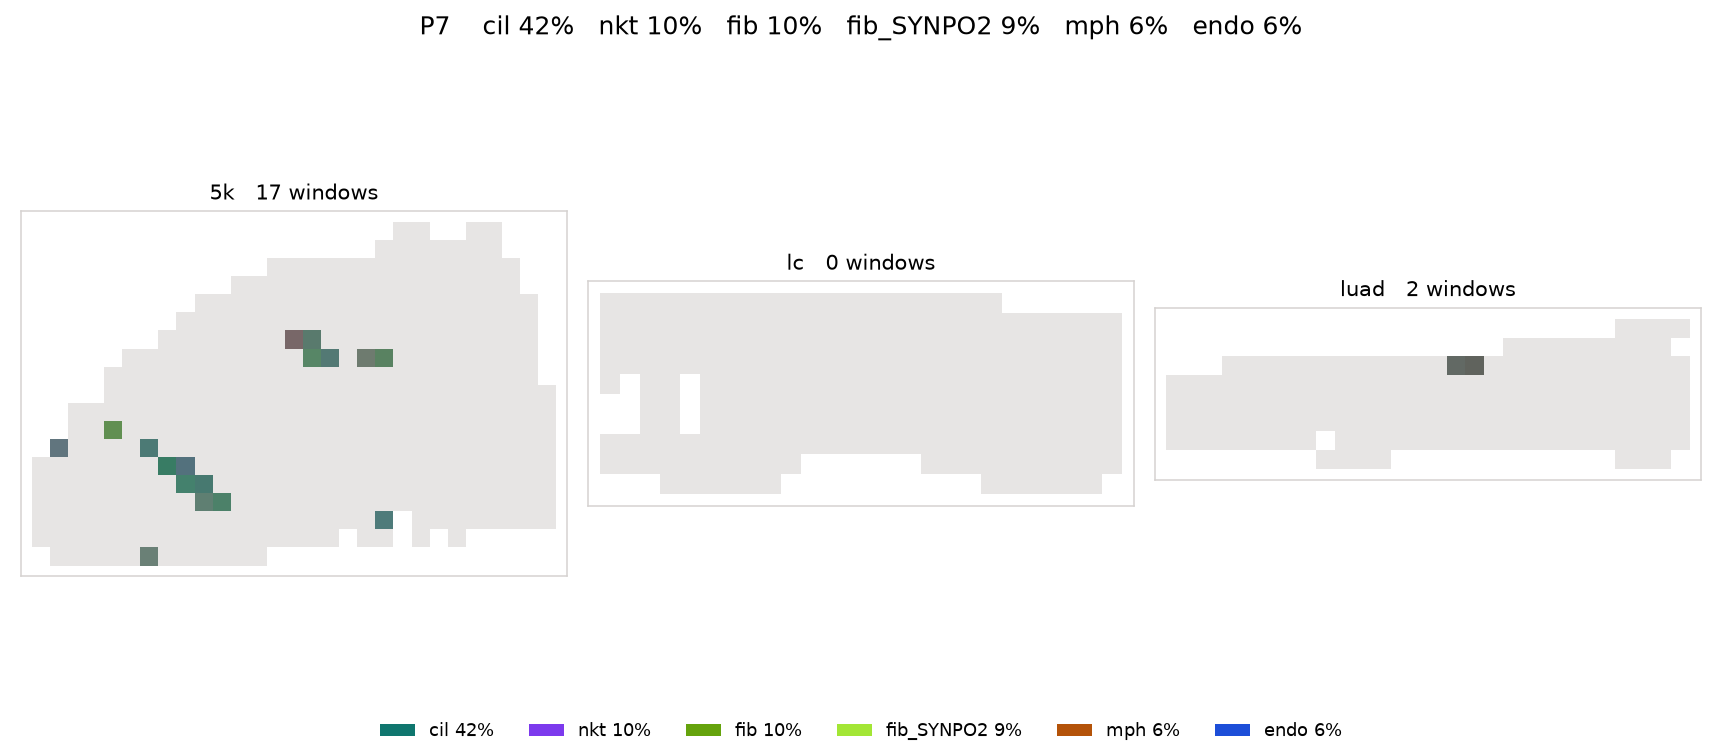 P7 cil 42% nkt 10% fib 10% fib_SYNPO2 9% mph 6% endo 6%
5k 17 windows
lc 0 windows
luad 2 windows
cil 42% nkt 10% fib 10% fib_SYNPO2 9% mph 6% endo 6%